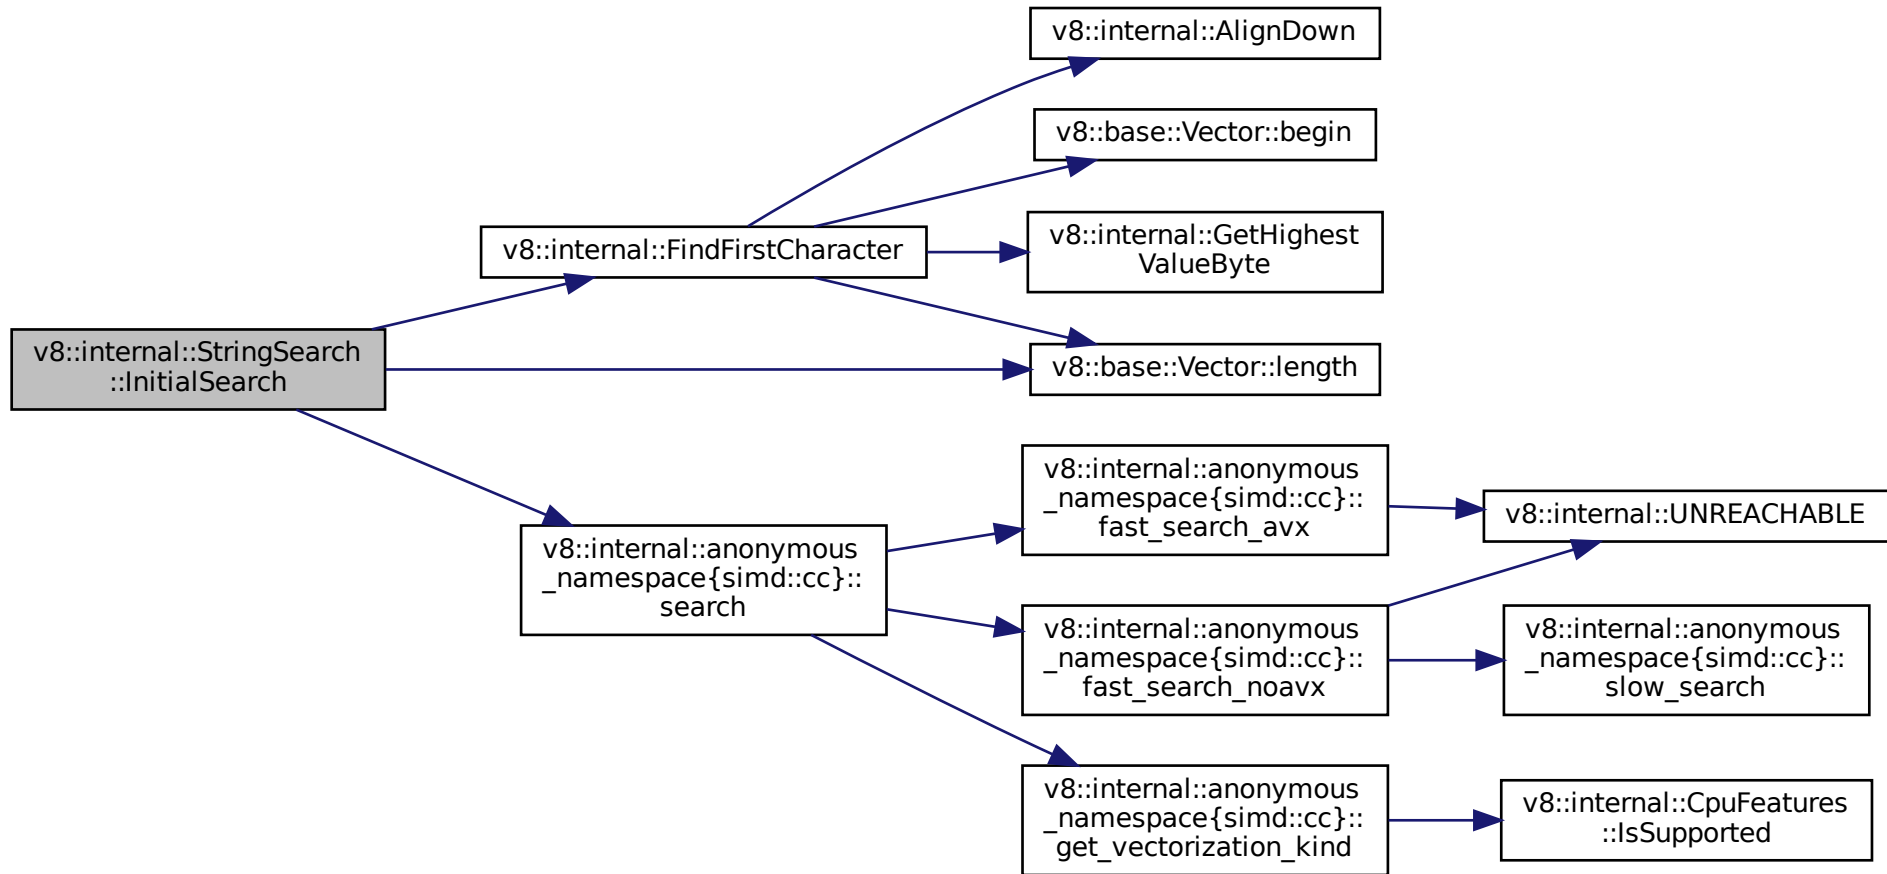 v8::internal::StringSearch
::InitialSearch
v8::internal::FindFirstCharacter
v8::internal::AlignDown
v8::base::Vector::begin
v8::internal::GetHighest
ValueByte
v8::base::Vector::length
v8::internal::anonymous
_namespace{simd::cc}::
search
v8::internal::anonymous
_namespace{simd::cc}::
fast_search_avx
v8::internal::UNREACHABLE
v8::internal::anonymous
_namespace{simd::cc}::
fast_search_noavx
v8::internal::anonymous
_namespace{simd::cc}::
slow_search
v8::internal::anonymous
_namespace{simd::cc}::
get_vectorization_kind
v8::internal::CpuFeatures
::IsSupported